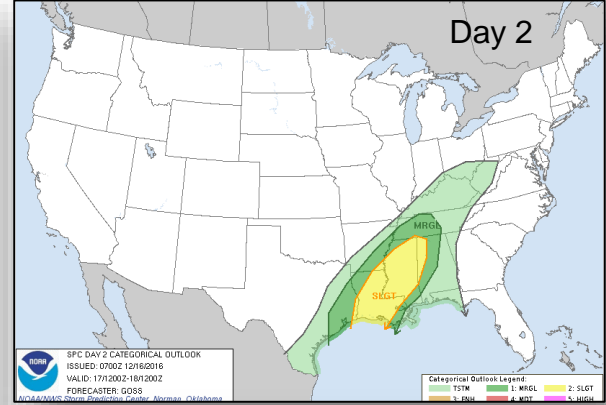 Day 2
MRGL
SLGT
NOAA
SPC DAY 2 CATEGORICAL OUTLOOK
ISSUED: 0700Z 12/16/2016
VALID: 17/1200Z-18/1200Z
FORECASTER: GOSS
NOAA/NWS Storm Prediction Center, Norman, Oklahoma
Categorical Outlook Legend:
TSTM 1: MRGL 2: SLGT
3: ENH 4: MDT 5: HIGH